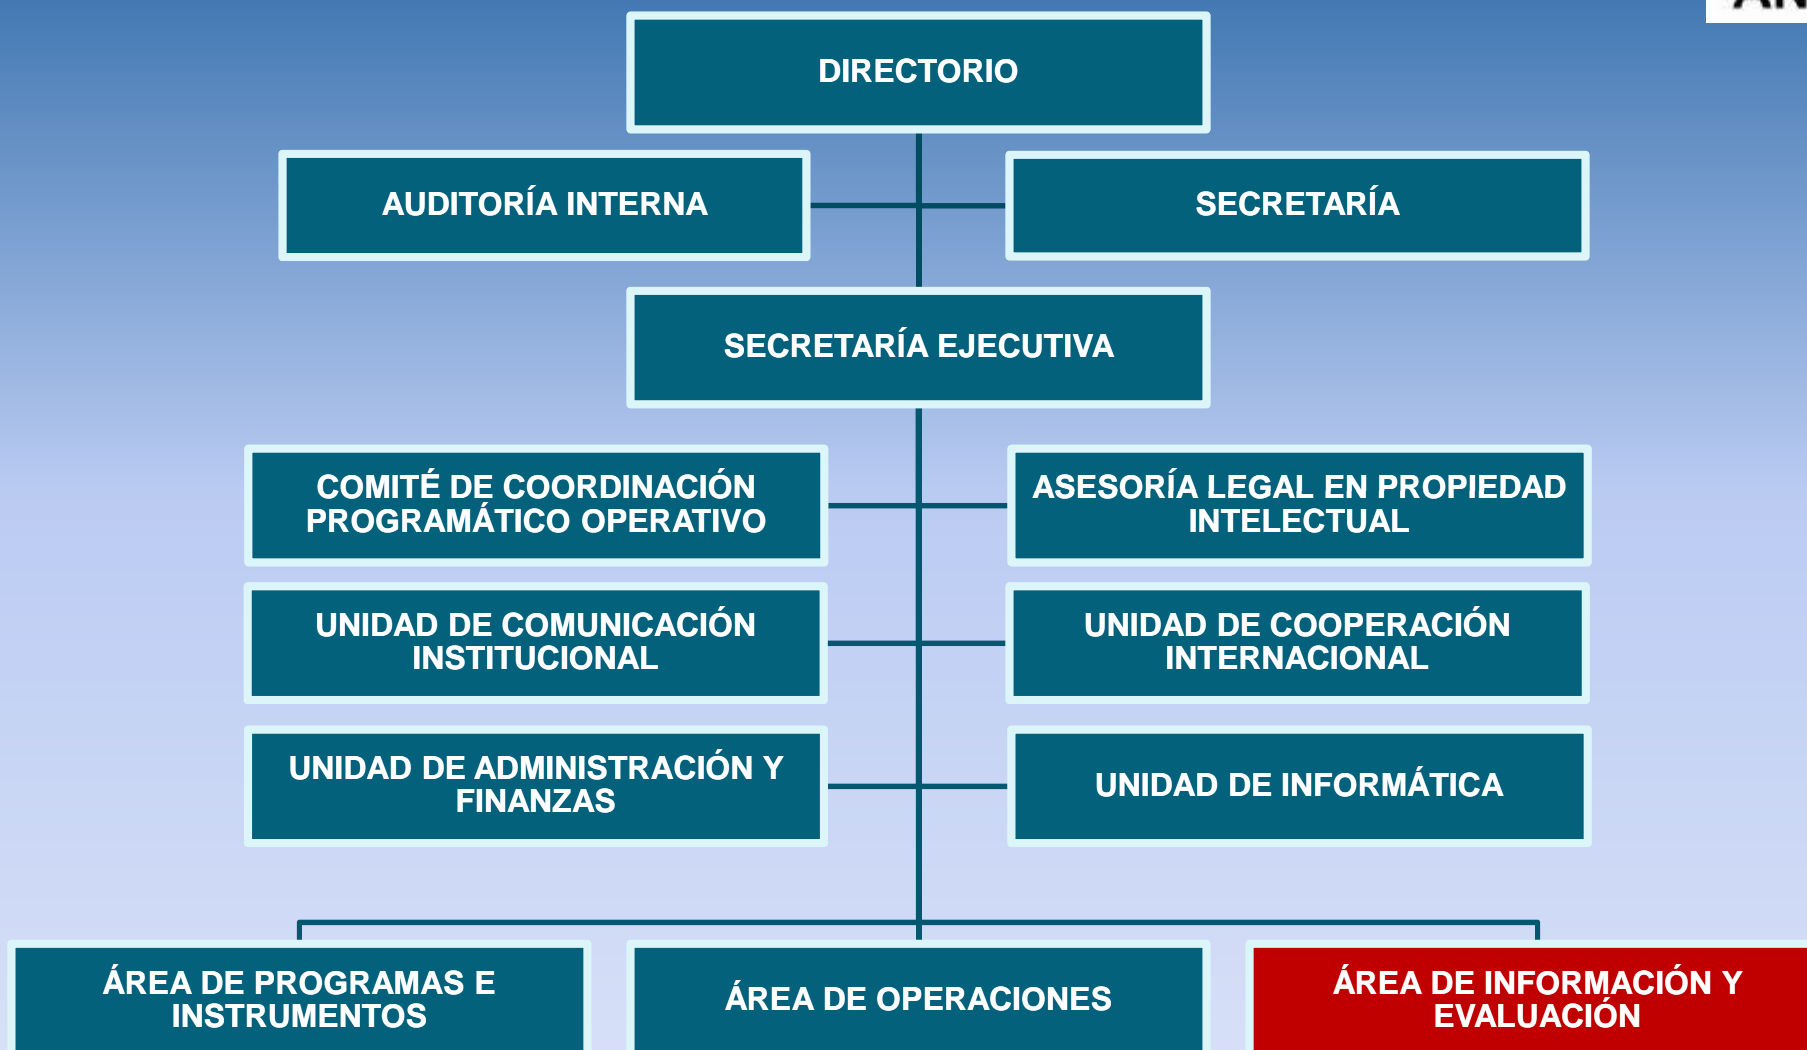 DIRECTORIO
AUDITORÍA INTERNA
SECRETARÍA
SECRETARÍA EJECUTIVA
COMITÉ DE COORDINACIÓN
PROGRAMÁTICO OPERATIVO
ASESORÍA LEGAL EN PROPIEDAD
INTELECTUAL
UNIDAD DE COMUNICACIÓN
INSTITUCIONAL
UNIDAD DE COOPERACIÓN
INTERNACIONAL
UNIDAD DE ADMINISTRACIÓN Y
FINANZAS
UNIDAD DE INFORMÁTICA
ÁREA DE PROGRAMAS E
INSTRUMENTOS
ÁREA DE OPERACIONES
ÁREA DE INFORMACIÓN Y
EVALUACIÓN